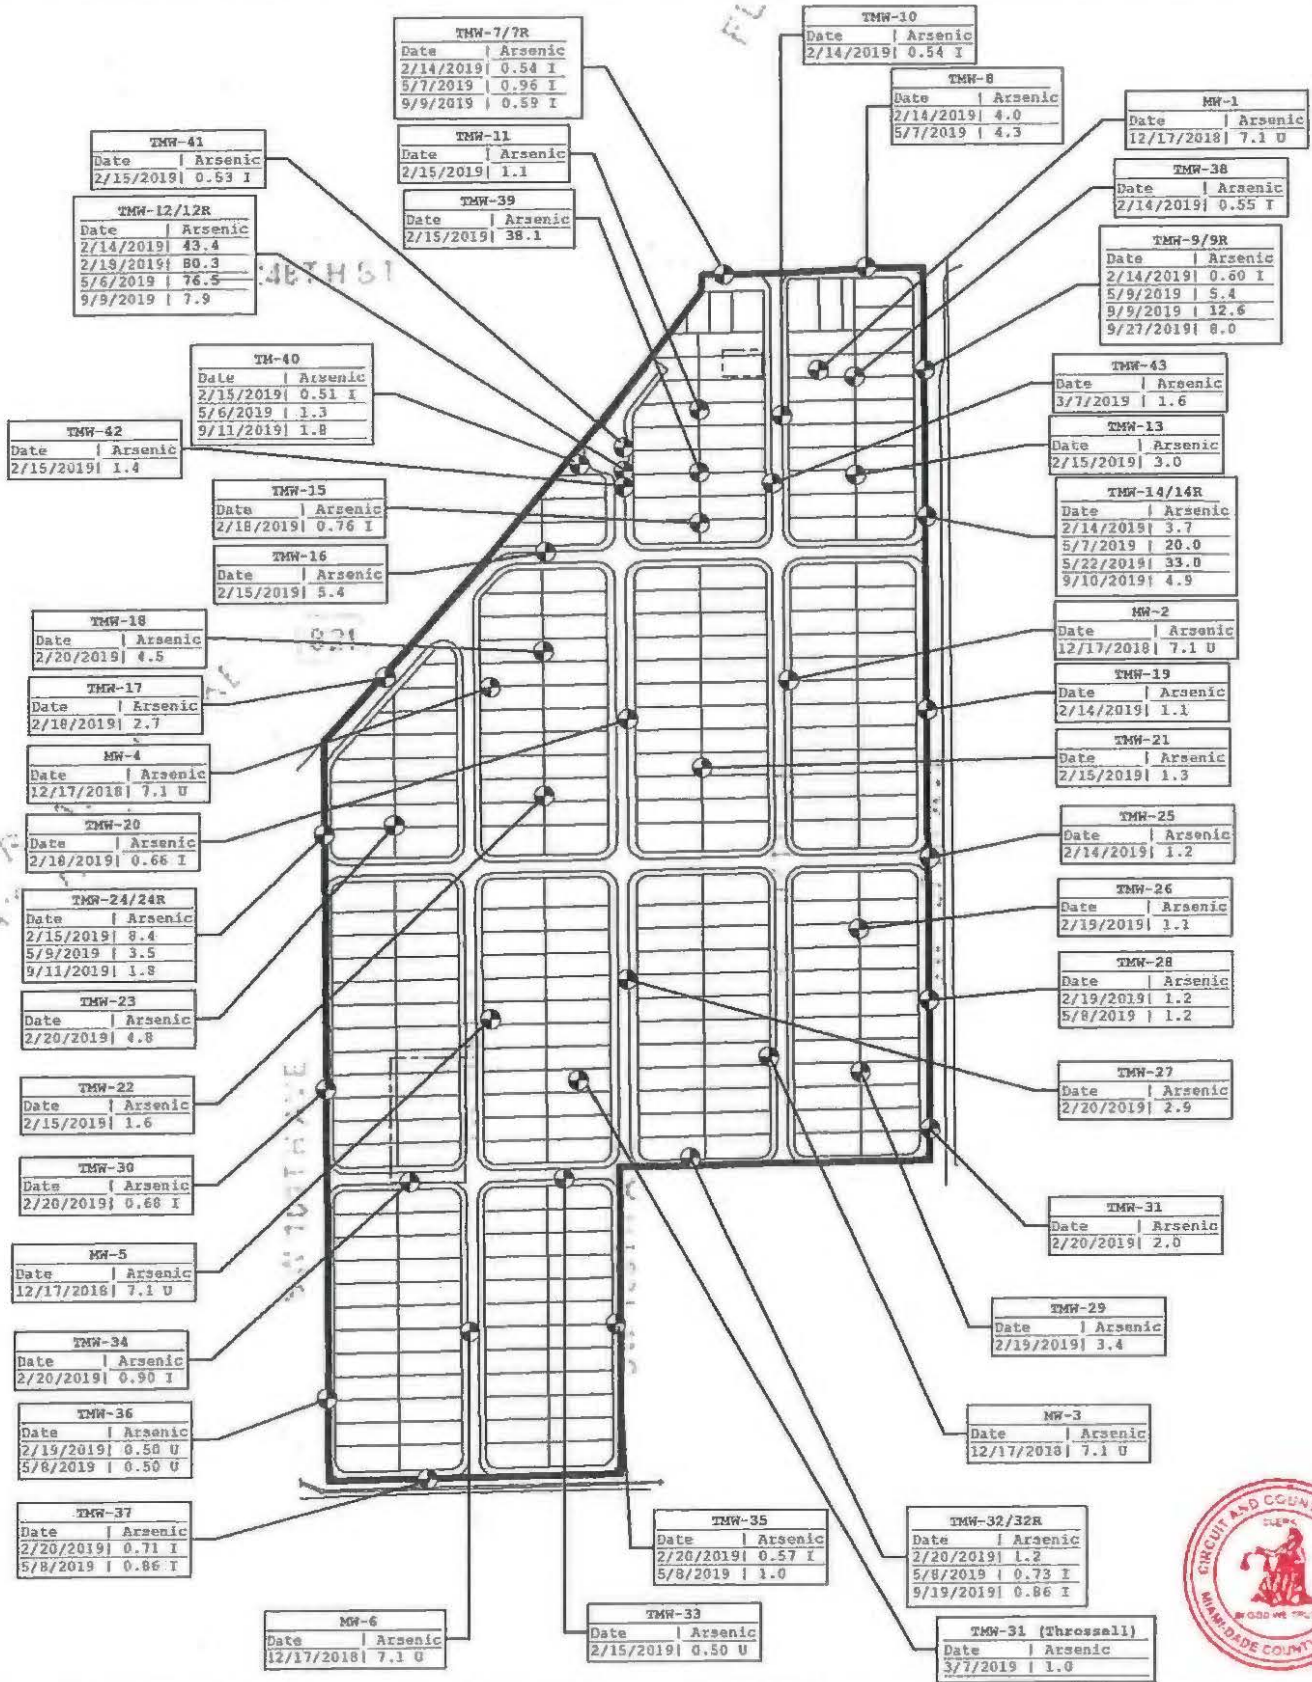 TMW-7/7R
Date | Arsenic
2/14/2019| 0.54 I
5/7/2019 | 0.96 I
9/9/2019 | 0.59 I
TMW-10
Date | Arsenic
2/14/2019| 0.54 I
TMW-8
Date | Arsenic
2/14/2019| 4.0
5/7/2019 | 4.3
MW-1
Date | Arsenic
12/17/2018| 7.1 U
TMW-41
Date | Arsenic
2/15/2019| 0.53 I
TMW-11
Date | Arsenic
2/15/2019| 1.1
TMW-38
Date | Arsenic
2/14/2019| 0.55 I
TMW-12/12R
Date | Arsenic
2/14/2019| 43.4
2/19/2019| 80.3
5/6/2019 | 76.5
9/9/2019 | 7.9
TMW-39
Date | Arsenic
2/15/2019| 38.1
TMW-9/9R
Date | Arsenic
2/14/2019| 0.60 I
5/9/2019 | 5.4
9/9/2019 | 12.6
9/27/2019| 8.0
48TH ST
TM-40
Date | Arsenic
2/15/2019| 0.51 I
5/6/2019 | 1.3
9/11/2019| 1.8
TMW-43
Date | Arsenic
3/7/2019 | 1.6
TMW-42
Date | Arsenic
2/15/2019| 1.4
TMW-13
Date | Arsenic
2/15/2019| 3.0
TMW-15
Date | Arsenic
2/18/2019| 0.76 I
TMW-14/14R
Date | Arsenic
2/14/2019| 3.7
5/7/2019 | 20.0
5/22/2019| 33.0
9/10/2019| 4.9
TMW-16
Date | Arsenic
2/15/2019| 5.4
TMW-18
Date | Arsenic
2/20/2019| 4.5
821
MW-2
Date | Arsenic
12/17/2018| 7.1 U
TMW-17
Date | Arsenic
2/18/2019| 2.7
TMW-19
Date | Arsenic
2/14/2019| 1.1
MW-4
Date | Arsenic
12/17/2018| 7.1 U
TMW-21
Date | Arsenic
2/15/2019| 1.3
TMW-20
Date | Arsenic
2/18/2019| 0.66 I
TMW-25
Date | Arsenic
2/14/2019| 1.2
TMW-24/24R
Date | Arsenic
2/15/2019| 8.4
5/9/2019 | 3.5
9/11/2019| 1.8
TMW-26
Date | Arsenic
2/19/2019| 1.1
TMW-23
Date | Arsenic
2/20/2019| 4.8
TMW-28
Date | Arsenic
2/19/2019| 1.2
5/8/2019 | 1.2
TMW-22
Date | Arsenic
2/15/2019| 1.6
TMW-27
Date | Arsenic
2/20/2019| 2.9
TMW-30
Date | Arsenic
2/20/2019| 0.68 I
TMW-31
Date | Arsenic
2/20/2019| 2.0
MW-5
Date | Arsenic
12/17/2018| 7.1 U
TMW-29
Date | Arsenic
2/19/2019| 3.4
TMW-34
Date | Arsenic
2/20/2019| 0.90 I
TMW-36
Date | Arsenic
2/19/2019| 0.50 U
5/8/2019 | 0.50 U
MW-3
Date | Arsenic
12/17/2018| 7.1 U
TMW-37
Date | Arsenic
2/20/2019| 0.71 I
5/8/2019 | 0.86 I
TMW-35
Date | Arsenic
2/20/2019| 0.57 I
5/8/2019 | 1.0
TMW-32/32R
Date | Arsenic
2/20/2019| 1.2
5/8/2019 | 0.73 I
9/19/2019| 0.86 I
MW-6
Date | Arsenic
12/17/2018| 7.1 U
TMW-33
Date | Arsenic
2/15/2019| 0.50 U
TMW-31 (Throssell)
Date | Arsenic
3/7/2019 | 1.0
CIRCUIT AND COUN
CLERK
IN GOD WE TRU
MIAMI-DADE COUNT